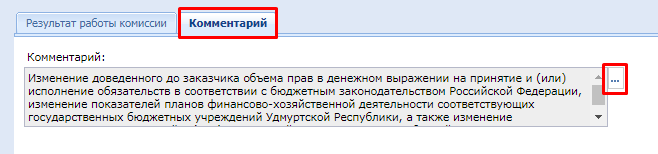 Результат работы комиссии Комментарий
Комментарий:
Изменение доведенного до заказчика объема прав в денежном выражении на принятие и (или) ...
исполнение обязательств в соответствии с бюджетным законодательством Российской Федерации,
изменение показателей планов финансово-хозяйственной деятельности соответствующих
государственных бюджетных учреждений Удмуртской Республики, а также изменение